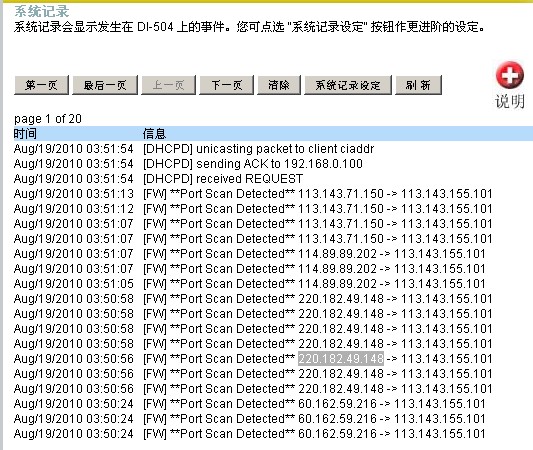 系统记录
系统记录会显示发生在 DI-504 上的事件。您可点选 "系统记录设定" 按钮作更进阶的设定。
第一页 最后一页 上一页 下一页 清除 系统记录设定 刷新
说明
page 1 of 20
时间 信息
Aug/19/2010 03:51:54 [DHCPD] unicasting packet to client ciaddr
Aug/19/2010 03:51:54 [DHCPD] sending ACK to 192.168.0.100
Aug/19/2010 03:51:54 [DHCPD] received REQUEST
Aug/19/2010 03:51:13 [FW] **Port Scan Detected** 113.143.71.150 -> 113.143.155.101
Aug/19/2010 03:51:12 [FW] **Port Scan Detected** 113.143.71.150 -> 113.143.155.101
Aug/19/2010 03:51:07 [FW] **Port Scan Detected** 113.143.71.150 -> 113.143.155.101
Aug/19/2010 03:51:07 [FW] **Port Scan Detected** 113.143.71.150 -> 113.143.155.101
Aug/19/2010 03:51:07 [FW] **Port Scan Detected** 114.89.89.202 -> 113.143.155.101
Aug/19/2010 03:51:07 [FW] **Port Scan Detected** 114.89.89.202 -> 113.143.155.101
Aug/19/2010 03:51:05 [FW] **Port Scan Detected** 114.89.89.202 -> 113.143.155.101
Aug/19/2010 03:50:58 [FW] **Port Scan Detected** 220.182.49.148 -> 113.143.155.101
Aug/19/2010 03:50:58 [FW] **Port Scan Detected** 220.182.49.148 -> 113.143.155.101
Aug/19/2010 03:50:58 [FW] **Port Scan Detected** 220.182.49.148 -> 113.143.155.101
Aug/19/2010 03:50:58 [FW] **Port Scan Detected** 220.182.49.148 -> 113.143.155.101
Aug/19/2010 03:50:56 [FW] **Port Scan Detected** 220.182.49.148 -> 113.143.155.101
Aug/19/2010 03:50:56 [FW] **Port Scan Detected** 220.182.49.148 -> 113.143.155.101
Aug/19/2010 03:50:56 [FW] **Port Scan Detected** 220.182.49.148 -> 113.143.155.101
Aug/19/2010 03:50:24 [FW] **Port Scan Detected** 60.162.59.216 -> 113.143.155.101
Aug/19/2010 03:50:24 [FW] **Port Scan Detected** 60.162.59.216 -> 113.143.155.101
Aug/19/2010 03:50:24 [FW] **Port Scan Detected** 60.162.59.216 -> 113.143.155.101